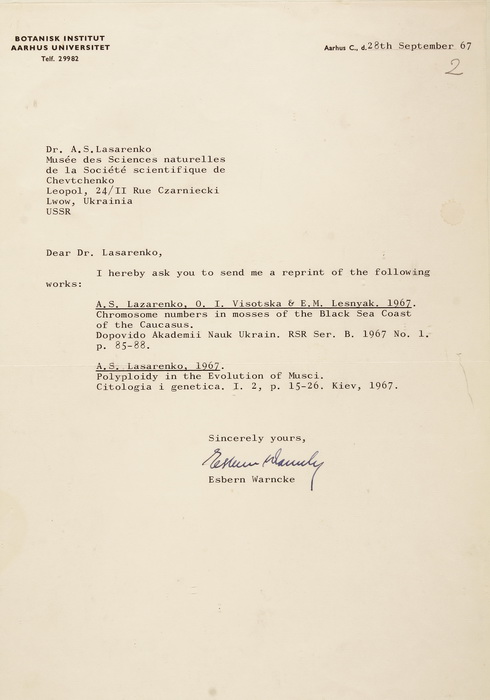 BOTANISK INSTITUT
AARHUS UNIVERSITET
Telf. 29982
Aarhus C., d. 28th September 67
2
Dr. A.S.Lasarenko
Musée des Sciences naturelles
de la Société scientifique de
Chevtchenko
Leopol, 24/II Rue Czarniecki
Lwow, Ukrainia
USSR
Dear Dr. Lasarenko,
I hereby ask you to send me a reprint of the following
works:
A.S. Lazarenko, O. I. Visotska & E.M. Lesnyak. 1967.
Chromosome numbers in mosses of the Black Sea Coast
of the Caucasus.
Dopovido Akademii Nauk Ukrain. RSR Ser. B. 1967 No. 1.
p. 85-88.
A.S. Lasarenko, 1967.
Polyploidy in the Evolution of Musci.
Citologia i genetica. I. 2, p. 15-26. Kiev, 1967.
Sincerely yours,
Esbern Warncke
Esbern Warncke